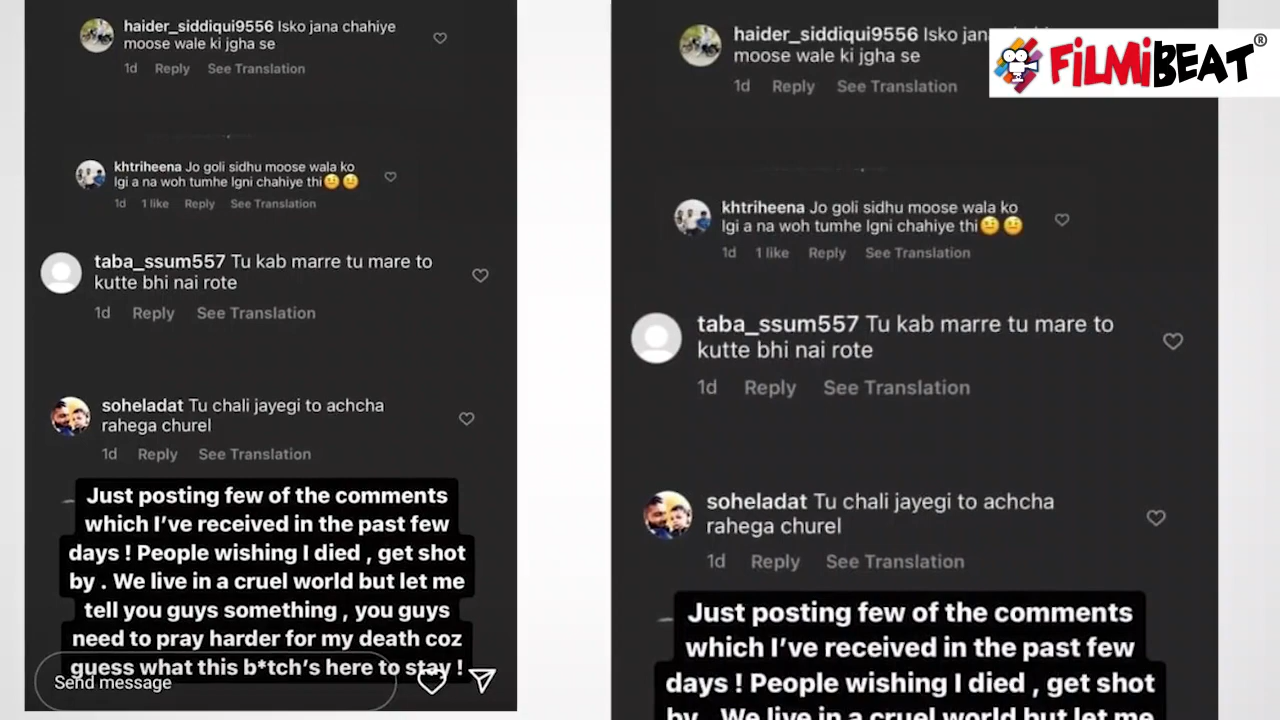 haider_siddiqui9556 Isko jana chahiye
moose wale ki jgha se
1d Reply See Translation
khtriheena Jo goli sidhu moose wala ko
lgi a na woh tumhe lgni chahiye thi🤨🤨
1d 1 like Reply See Translation
taba_ssum557 Tu kab marre tu mare to
kutte bhi nai rote
1d Reply See Translation
soheladat Tu chali jayegi to achcha
rahega churel
1d Reply See Translation
Just posting few of the comments
which I've received in the past few
days ! People wishing I died , get shot
by . We live in a cruel world but let me
tell you guys something , you guys
need to pray harder for my death coz
guess what this b*tch's here to stay !
Send message
FILMIBEAT®
haider_siddiqui9556 Isko
moose wale ki jgha se
1d Reply See Translation
khtriheena Jo goli sidhu moose wala ko
lgi a na woh tumhe lgni chahiye thi🤨🤨
1d 1 like Reply See Translation
taba_ssum557 Tu kab marre tu mare to
kutte bhi nai rote
1d Reply See Translation
soheladat Tu chali jayegi to achcha
rahega churel
1d Reply See Translation
Just posting few of the comments
which I've received in the past few
days ! People wishing I died , get shot
by . We live in a cruel world but let me